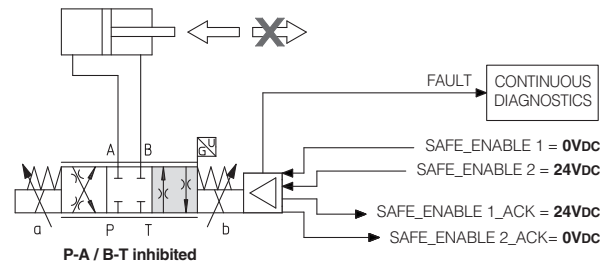 FAULT
CONTINUOUS
DIAGNOSTICS
A B
U
G
SAFE_ENABLE 1 = 0VDC
SAFE_ENABLE 2 = 24VDC
SAFE_ENABLE 1_ACK = 24VDC
SAFE_ENABLE 2_ACK= 0VDC
a P T b
P-A / B-T inhibited